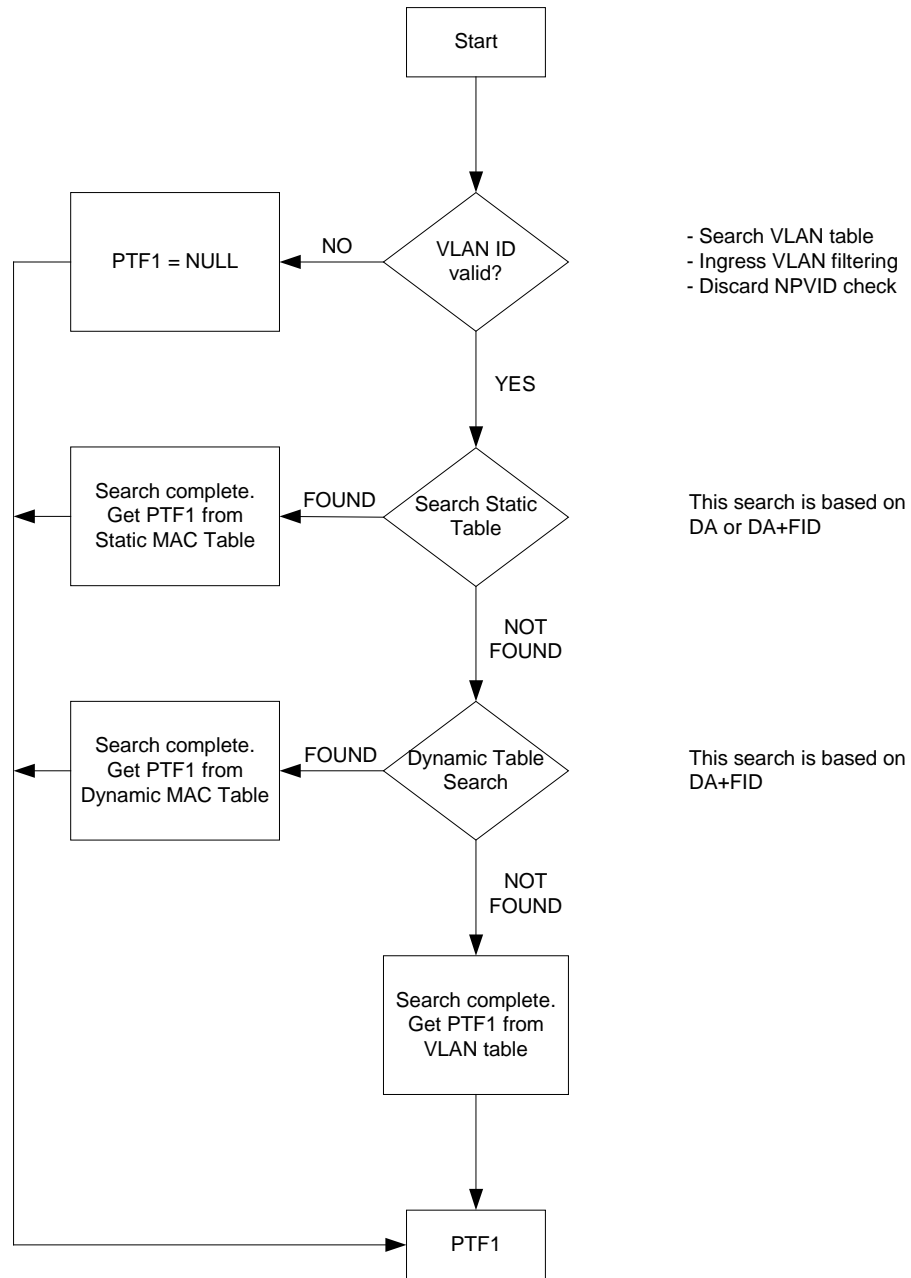 Start
VLAN ID
valid?
NO
PTF1 = NULL
- Search VLAN table
- Ingress VLAN filtering
- Discard NPVID check
YES
Search Static
Table
FOUND
Search complete.
Get PTF1 from
Static MAC Table
This search is based on
DA or DA+FID
NOT
FOUND
Dynamic Table
Search
FOUND
Search complete.
Get PTF1 from
Dynamic MAC Table
This search is based on
DA+FID
NOT
FOUND
Search complete.
Get PTF1 from
VLAN table
PTF1